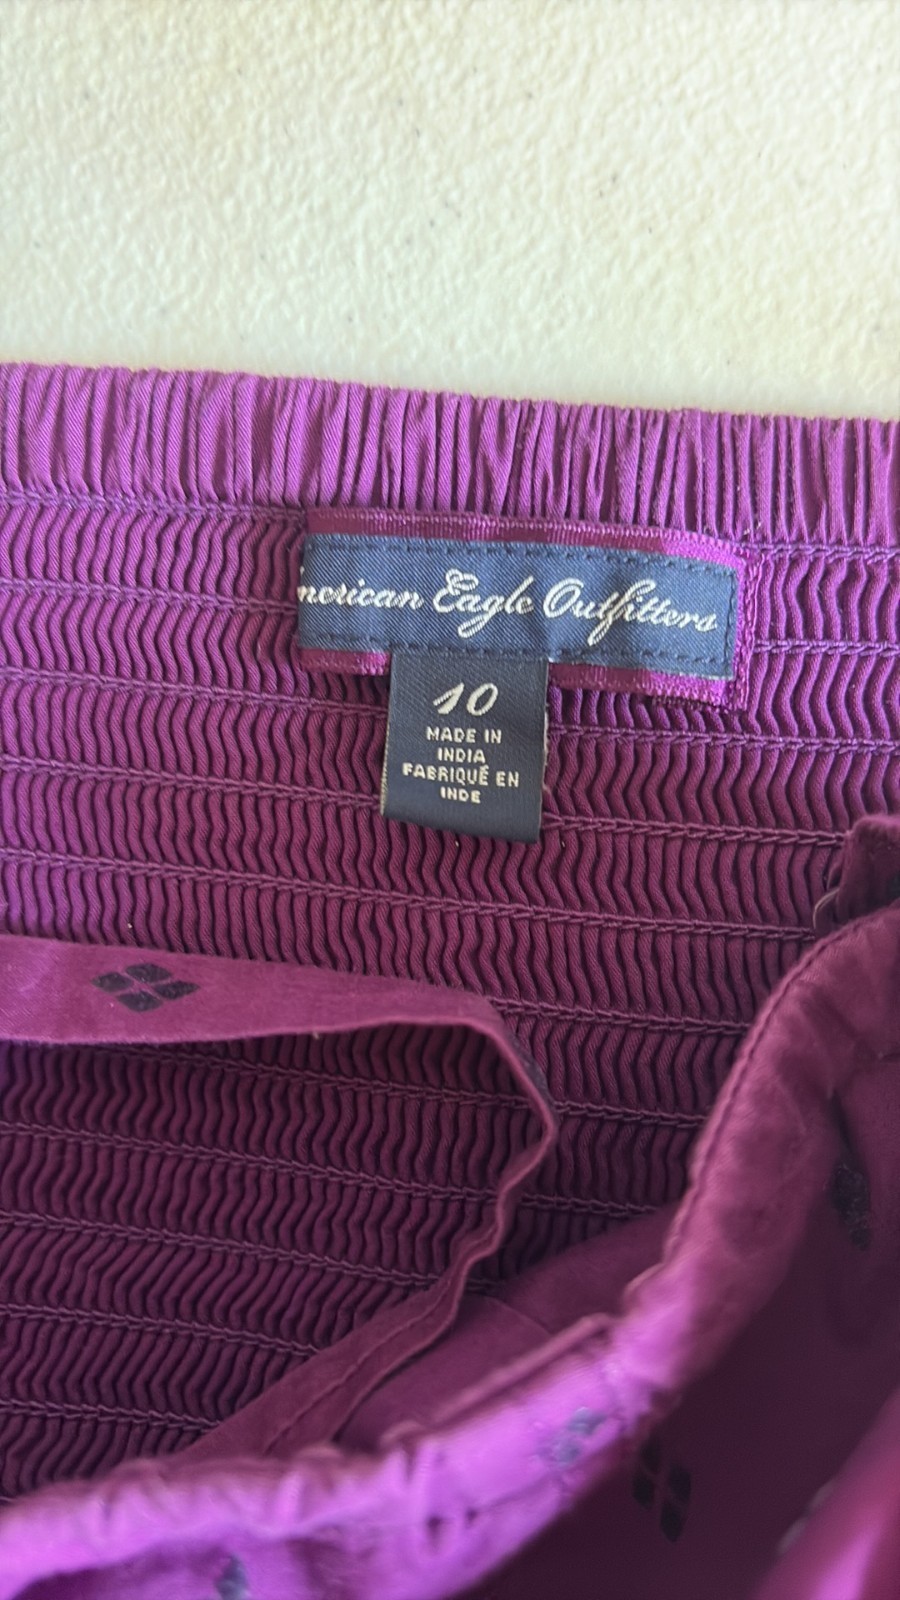 merican Eagle Outfitters
10
MADE IN
INDIA
FABRIQUÉ EN
INDE